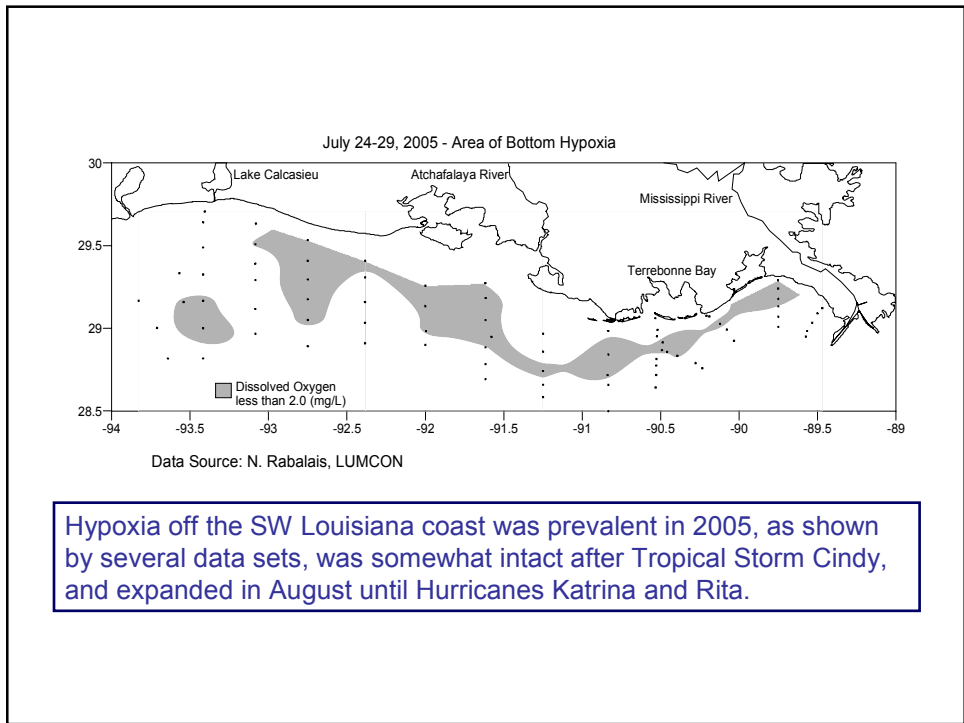 July 24-29, 2005 - Area of Bottom Hypoxia
30
Lake Calcasieu
Atchafalaya River
Mississippi River
29.5
Terrebonne Bay
29
Dissolved Oxygen
less than 2.0 (mg/L)
28.5
-94 -93.5 -93 -92.5 -92 -91.5 -91 -90.5 -90 -89.5 -89
Data Source: N. Rabalais, LUMCON
Hypoxia off the SW Louisiana coast was prevalent in 2005, as shown
by several data sets, was somewhat intact after Tropical Storm Cindy,
and expanded in August until Hurricanes Katrina and Rita.